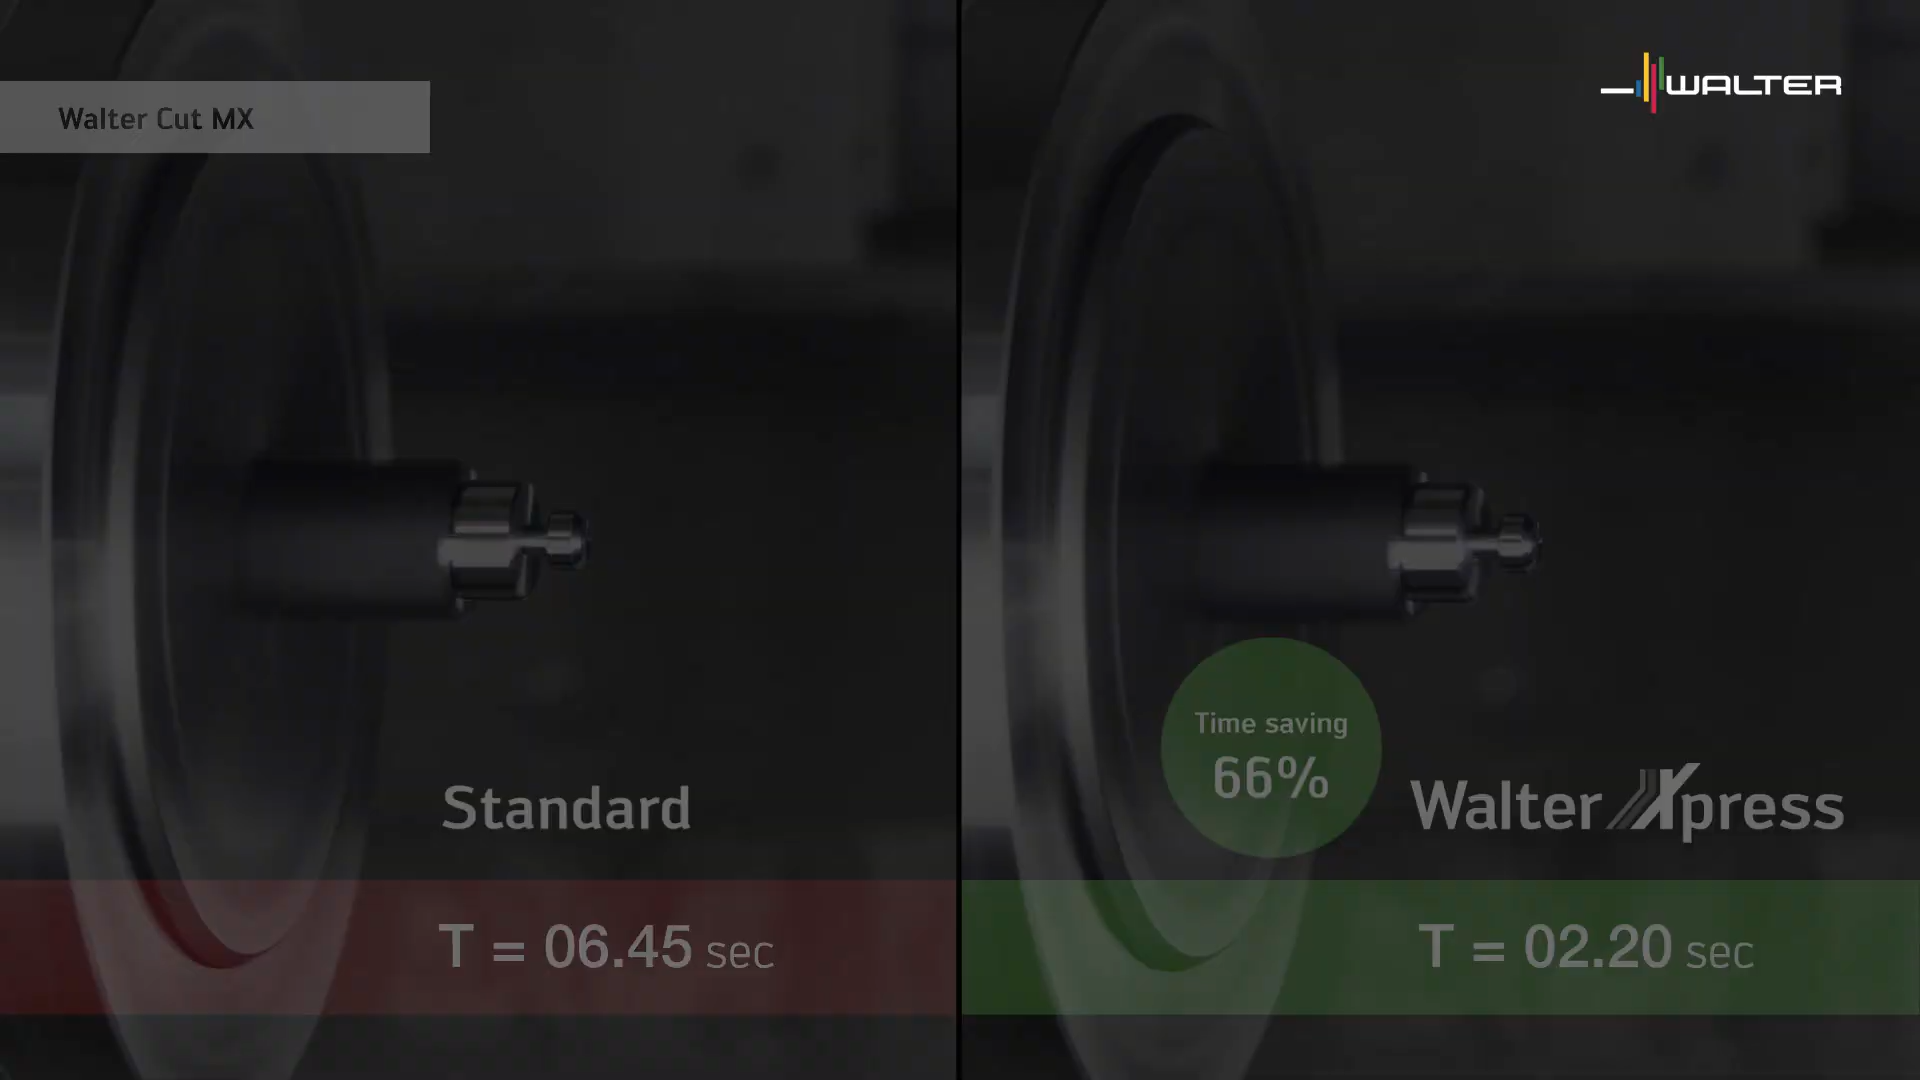 Walter Cut MX
WALTER
Time saving
66%
Standard
Walter Xpress
T = 06.45 sec
T = 02.20 sec